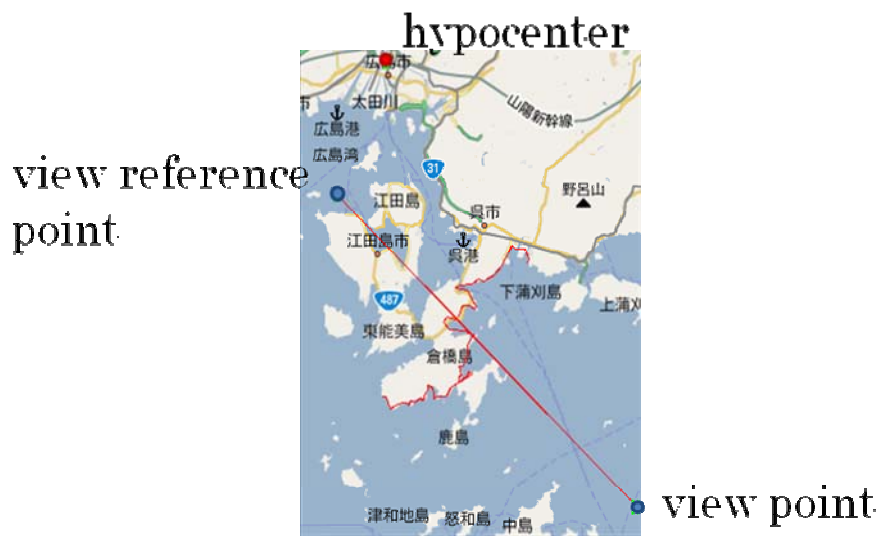 hypocenter
広島市
太田川
市
広島港
広島湾
山陽新幹線
view reference
point
31
野呂山
江田島
呉市
江田島市
呉港
487
下蒲刈島
上蒲刈
東能美島
倉橋島
鹿島
津和地島
怒和島
中島
view point